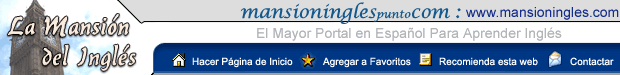 La Mansión
del Inglés
mansioninglespuntocom : www.mansioningles.com
El Mayor Portal en Español Para Aprender Inglés
Hacer Página de Inicio Agregar a Favoritos Recomienda esta web Contactar